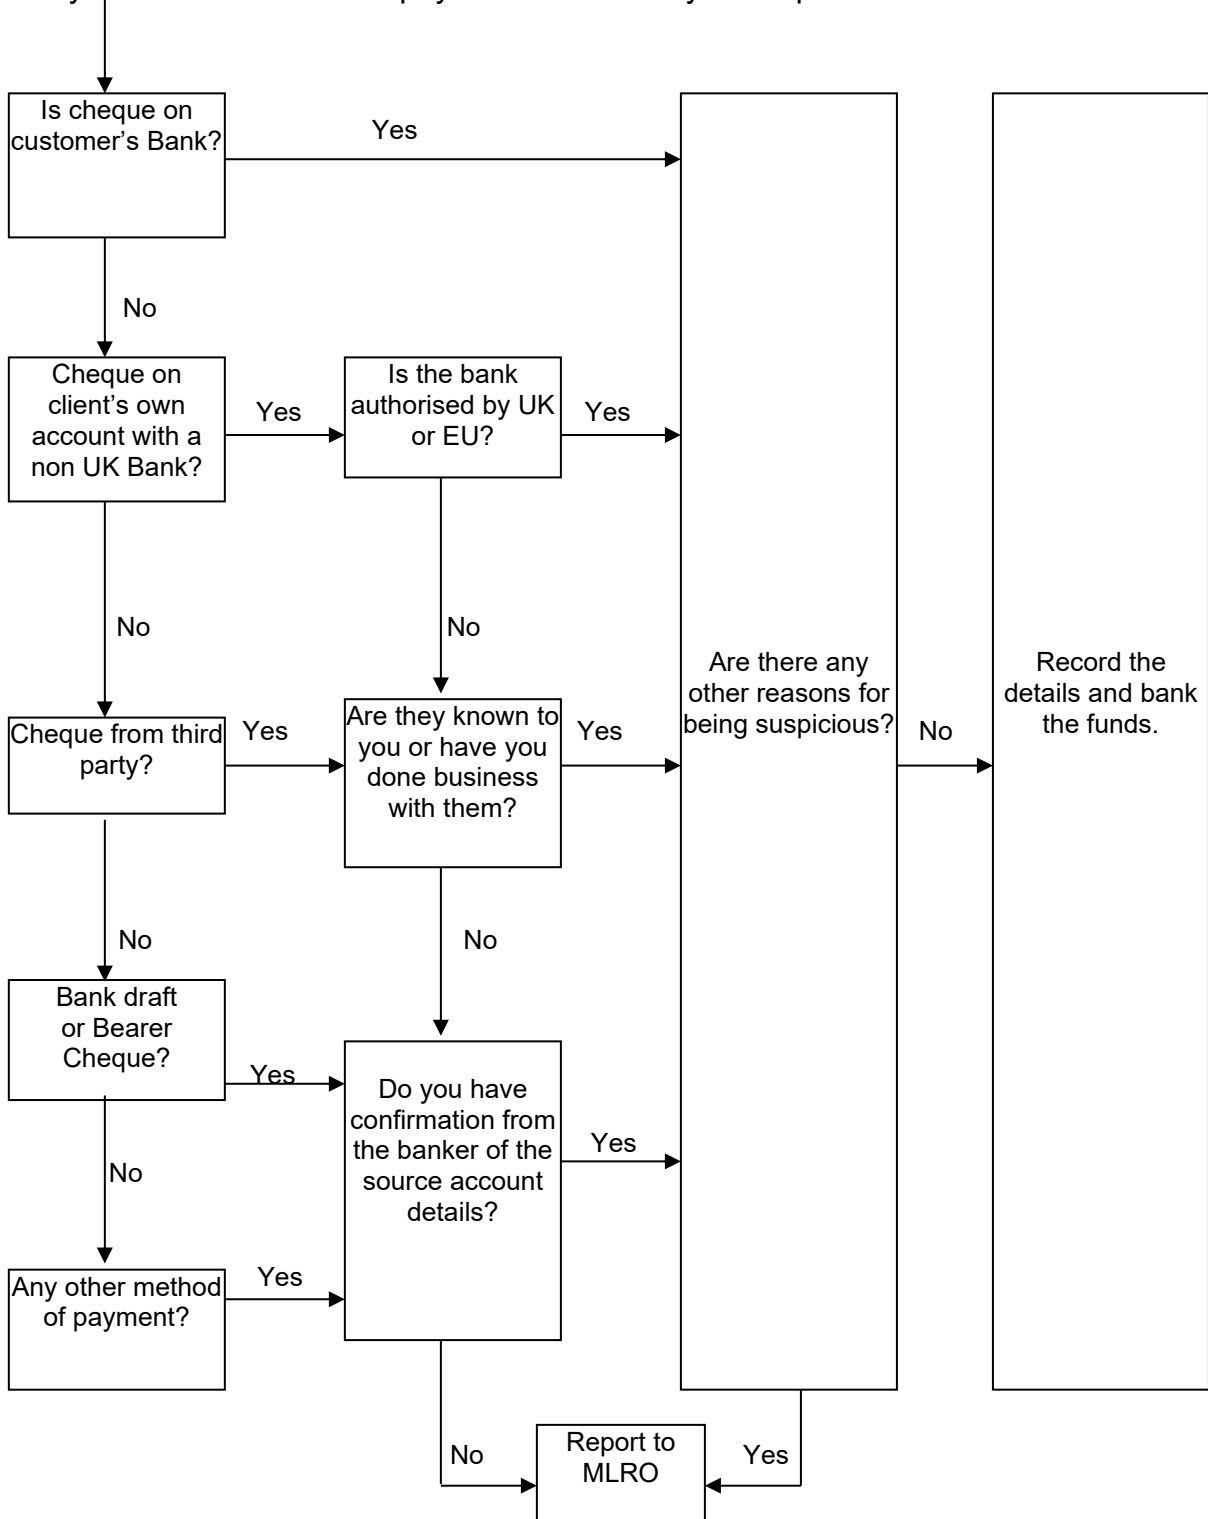 Is cheque on
customer's Bank?
Yes
No
Cheque on
client's own
account with a
non UK Bank?
Yes
Is the bank
authorised by UK
or EU?
Yes
No
No
Cheque from third
party?
Yes
Are they known to
you or have you
done business
with them?
Yes
Are there any
other reasons for
being suspicious?
No
Record the
details and bank
the funds.
No
No
Bank draft
or Bearer
Cheque?
Yes
Do you have
confirmation from
the banker of the
source account
details?
Yes
No
Any other method
of payment?
Yes
No
Report to
MLRO
Yes